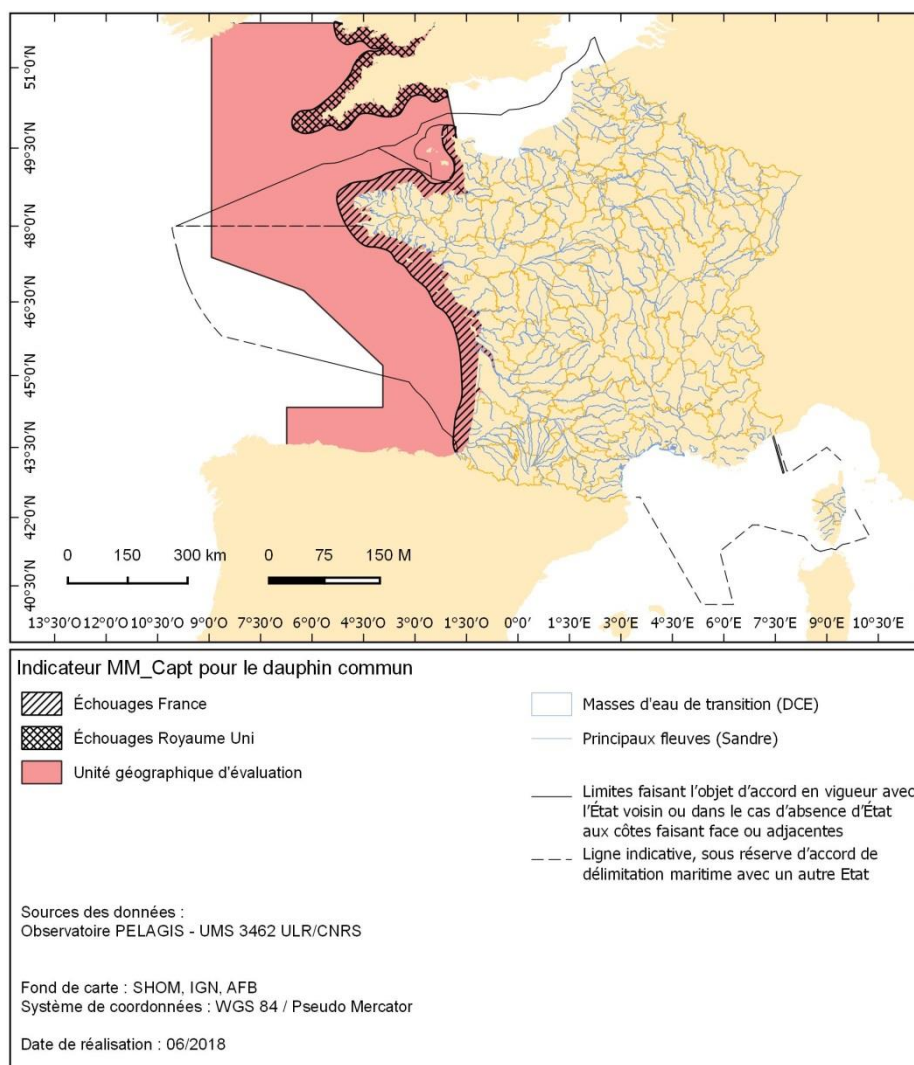 51°0'N
49°30'N
48°0'N
46°30'N
45°0'N
43°30'N
42°0'N
40°30'N
0 150 300 km
0 75 150 M
13°30'O 12°0'O 10°30'O 9°0'O 7°30'O 6°0'O 4°30'O 3°0'O 1°30'O 0°0' 1°30'E 3°0'E 4°30'E 6°0'E 7°30'E 9°0'E 10°30'E
Indicateur MM_Capt pour le dauphin commun
Échouages France
Échouages Royaume Uni
Unité géographique d'évaluation
Masses d'eau de transition (DCE)
Principaux fleuves (Sandre)
Limites faisant l'objet d'accord en vigueur avec
l'État voisin ou dans le cas d'absence d'État
aux côtes faisant face ou adjacentes
Ligne indicative, sous réserve d'accord de
délimitation maritime avec un autre Etat
Sources des données :
Observatoire PELAGIS - UMS 3462 ULR/CNRS
Fond de carte : SHOM, IGN, AFB
Système de coordonnées : WGS 84 / Pseudo Mercator
Date de réalisation : 06/2018